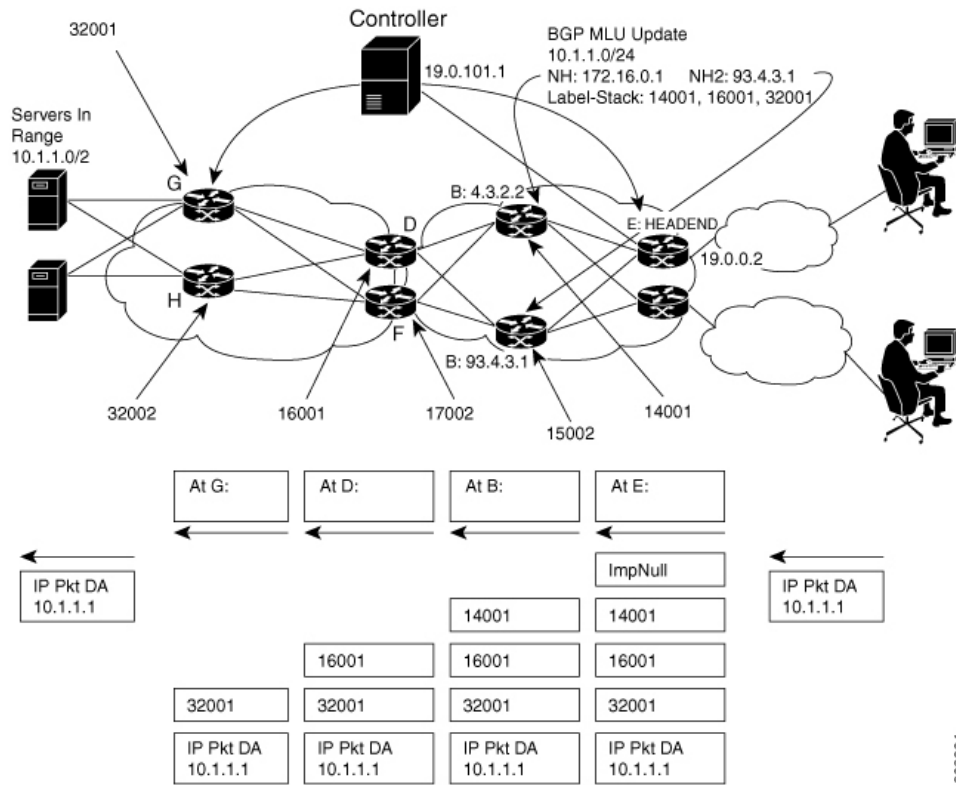 32001
Controller
19.0.101.1
BGP MLU Update
10.1.1.0/24
NH: 172.16.0.1 NH2: 93.4.3.1
Label-Stack: 14001, 16001, 32001
Servers In
Range
10.1.1.0/2
G
B: 4.3.2.2
D
E: HEADEND
19.0.0.2
H
F
B: 93.4.3.1
32002
16001
17002
15002
14001
At G:
At D:
At B:
At E:
IP Pkt DA
10.1.1.1
ImpNull
IP Pkt DA
10.1.1.1
14001
14001
16001
16001
16001
32001
32001
32001
32001
IP Pkt DA
10.1.1.1
IP Pkt DA
10.1.1.1
IP Pkt DA
10.1.1.1
IP Pkt DA
10.1.1.1